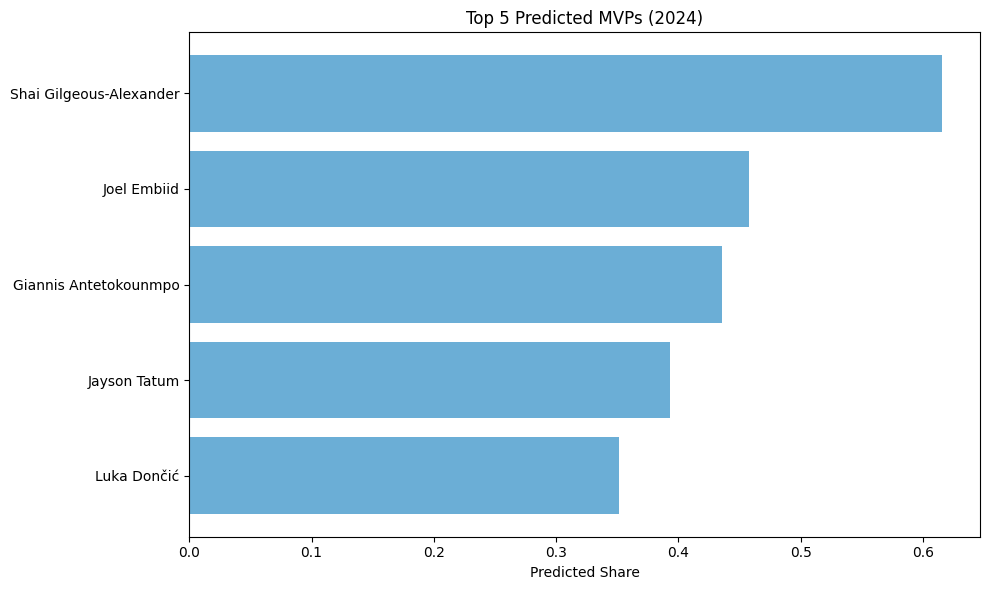 Top 5 Predicted MVPs (2024)
Shai Gilgeous-Alexander
Joel Embiid
Giannis Antetokounmpo
Jayson Tatum
Luka Dončić
0.0 0.1 0.2 0.3 0.4 0.5 0.6
Predicted Share